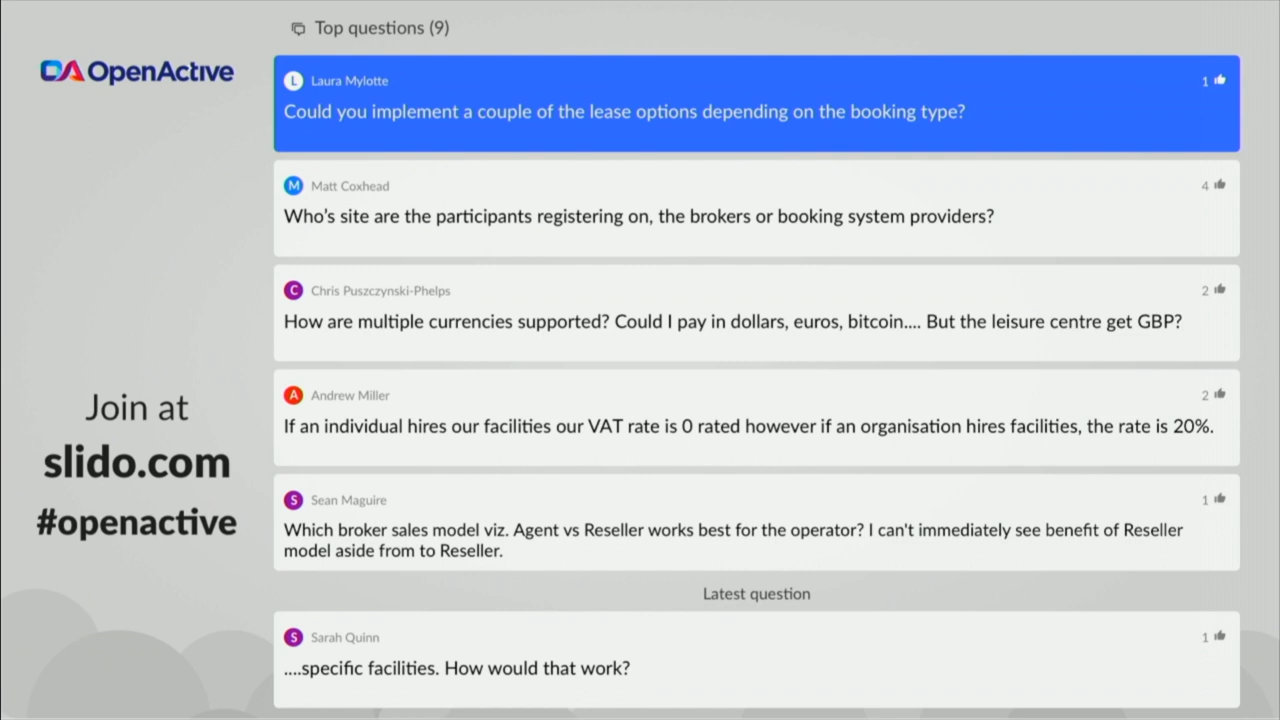 Top questions (9)
OpenActive
L Laura Mylotte 1
Could you implement a couple of the lease options depending on the booking type?
M Matt Coxhead 4
Who's site are the participants registering on, the brokers or booking system providers?
C Chris Puszczynski-Phelps 2
How are multiple currencies supported? Could I pay in dollars, euros, bitcoin.... But the leisure centre get GBP?
A Andrew Miller 2
If an individual hires our facilities our VAT rate is 0 rated however if an organisation hires facilities, the rate is 20%.
S Sean Maguire 1
Which broker sales model viz. Agent vs Reseller works best for the operator? I can't immediately see benefit of Reseller
model aside from to Reseller.
Latest question
S Sarah Quinn 1
....specific facilities. How would that work?
Join at
slido.com
#openactive